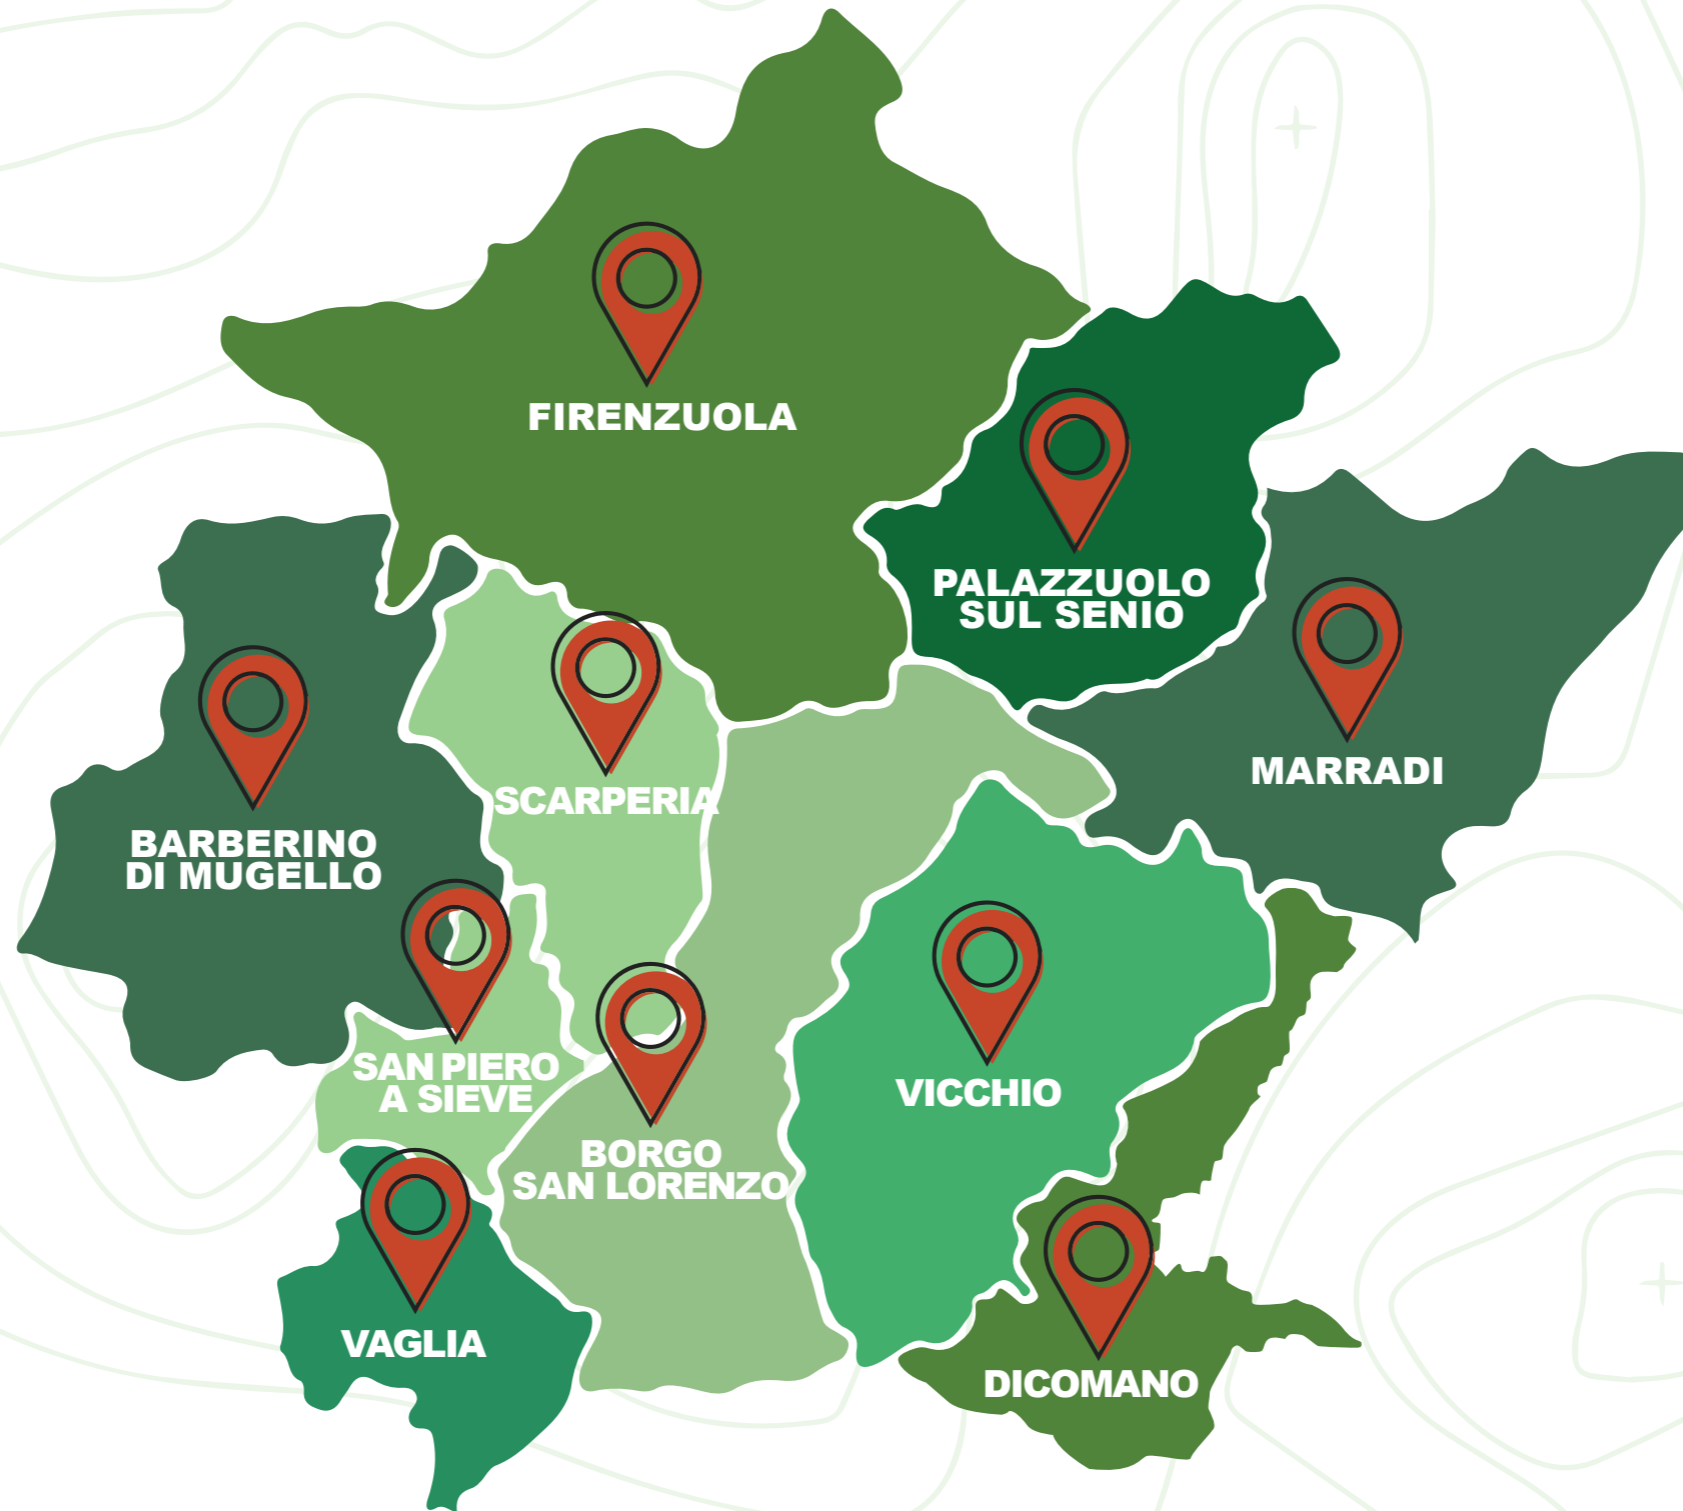 FIRENZUOLA
PALAZZUOLO
SUL SENIO
MARRADI
SCARPERIA
BARBERINO
DI MUGELLO
SAN PIERO
A SIEVE
VICCHIO
BORGO
SAN LORENZO
VAGLIA
DICOMANO